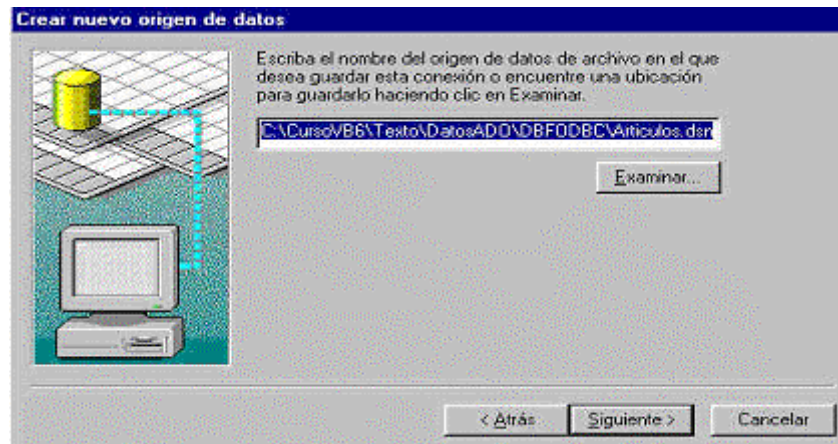 Crear nuevo origen de datos
Escriba el nombre del origen de datos de archivo en el que
desea guardar esta conexión o encuentre una ubicación
para guardarlo haciendo clic en Examinar.
C:\CursoVB6\Texto\DatosADO\DBFODBC\Articulos.dsn
Examinar...
< Atrás
Siguiente >
Cancelar